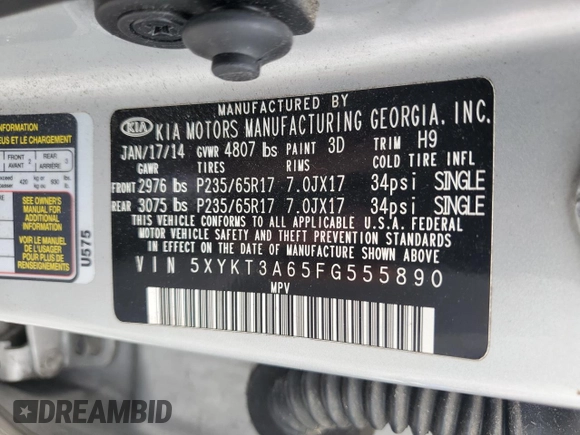 INFORMATION
EUS ET LE CHARGEMENT
FRONT 2 REAR
AVANT
SEE OWNER'S
MANUAL FOR
ADDITIONAL
INFORMATION
VOIR LE MANUEL
DE L'USAGER
POUR PLUS DE
RENSEIGNEMENTS
U575
MANUFACTURED BY
KIA KIA MOTORS MANUFACTURING GEORGIA, INC.
JAN/17/14 GVWR 4807 lbs PAINT 3D TRIM H9
GAWR TIRES RIMS COLD TIRE INFL
FRONT 2976 lbs P235/65R17 7.0JX17 34psi SINGLE
REAR 3075 lbs P235/65R17 7.0JX17 34psi SINGLE
THIS VEHICLE CONFORMS TO ALL APPLICABLE U.S.A. FEDERAL
MOTOR VEHICLE SAFETY AND THEFT PREVENTION STANDARDS
IN EFFECT ON THE DATE OF MANUFACTURE SHOWN ABOVE.
VIN 5XYKT3A65FG555890
MPV
DREAMBID